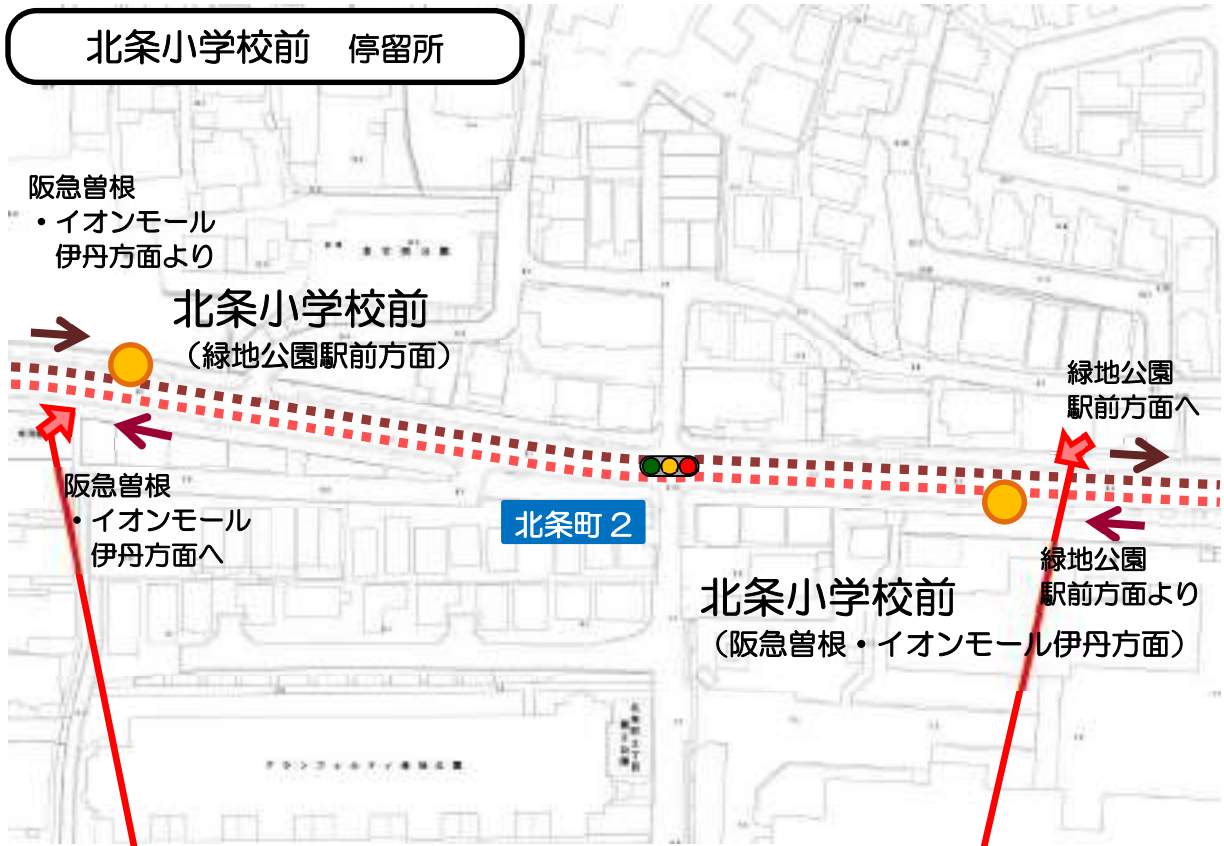 北条小学校前 停留所
阪急曽根
・イオンモール
伊丹方面より
北条小学校前
（緑地公園駅前方面）
緑地公園
駅前方面へ
阪急曽根
・イオンモール
伊丹方面へ
北条町２
緑地公園
駅前方面より
北条小学校前
（阪急曽根・イオンモール伊丹方面）